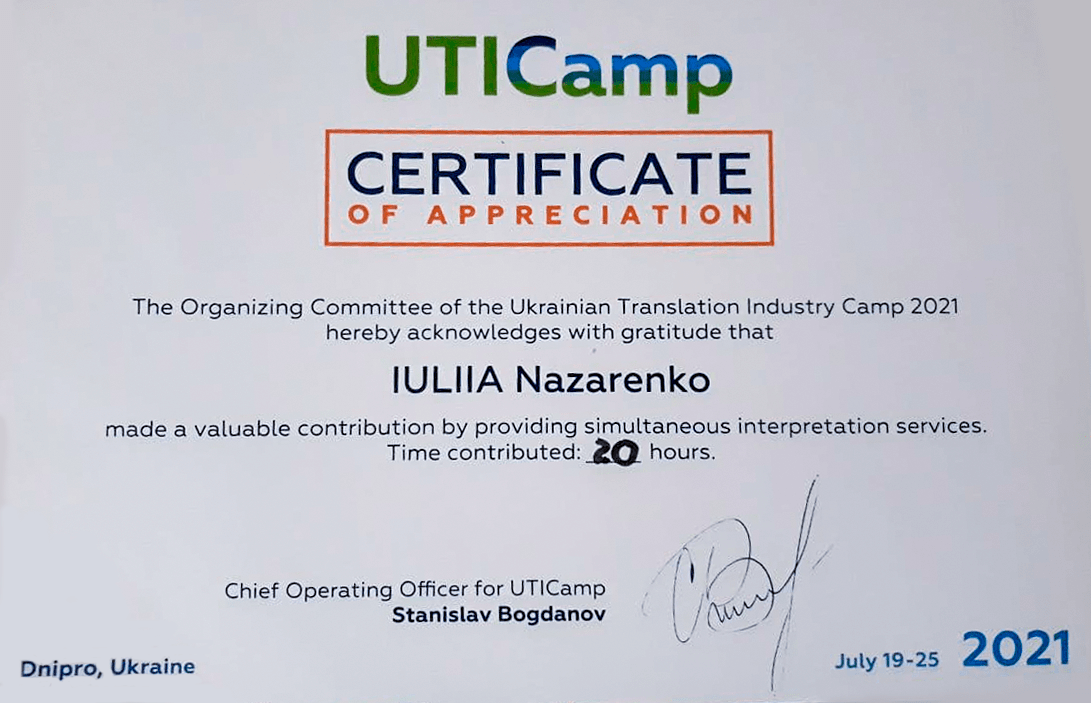 UTICamp
CERTIFICATE
OF APPRECIATION
The Organizing Committee of the Ukrainian Translation Industry Camp 2021
hereby acknowledges with gratitude that
IULIIA Nazarenko
made a valuable contribution by providing simultaneous interpretation services.
Time contributed: 20 hours.
Chief Operating Officer for UTICamp
Stanislav Bogdanov
Dnipro, Ukraine
July 19-25 2021